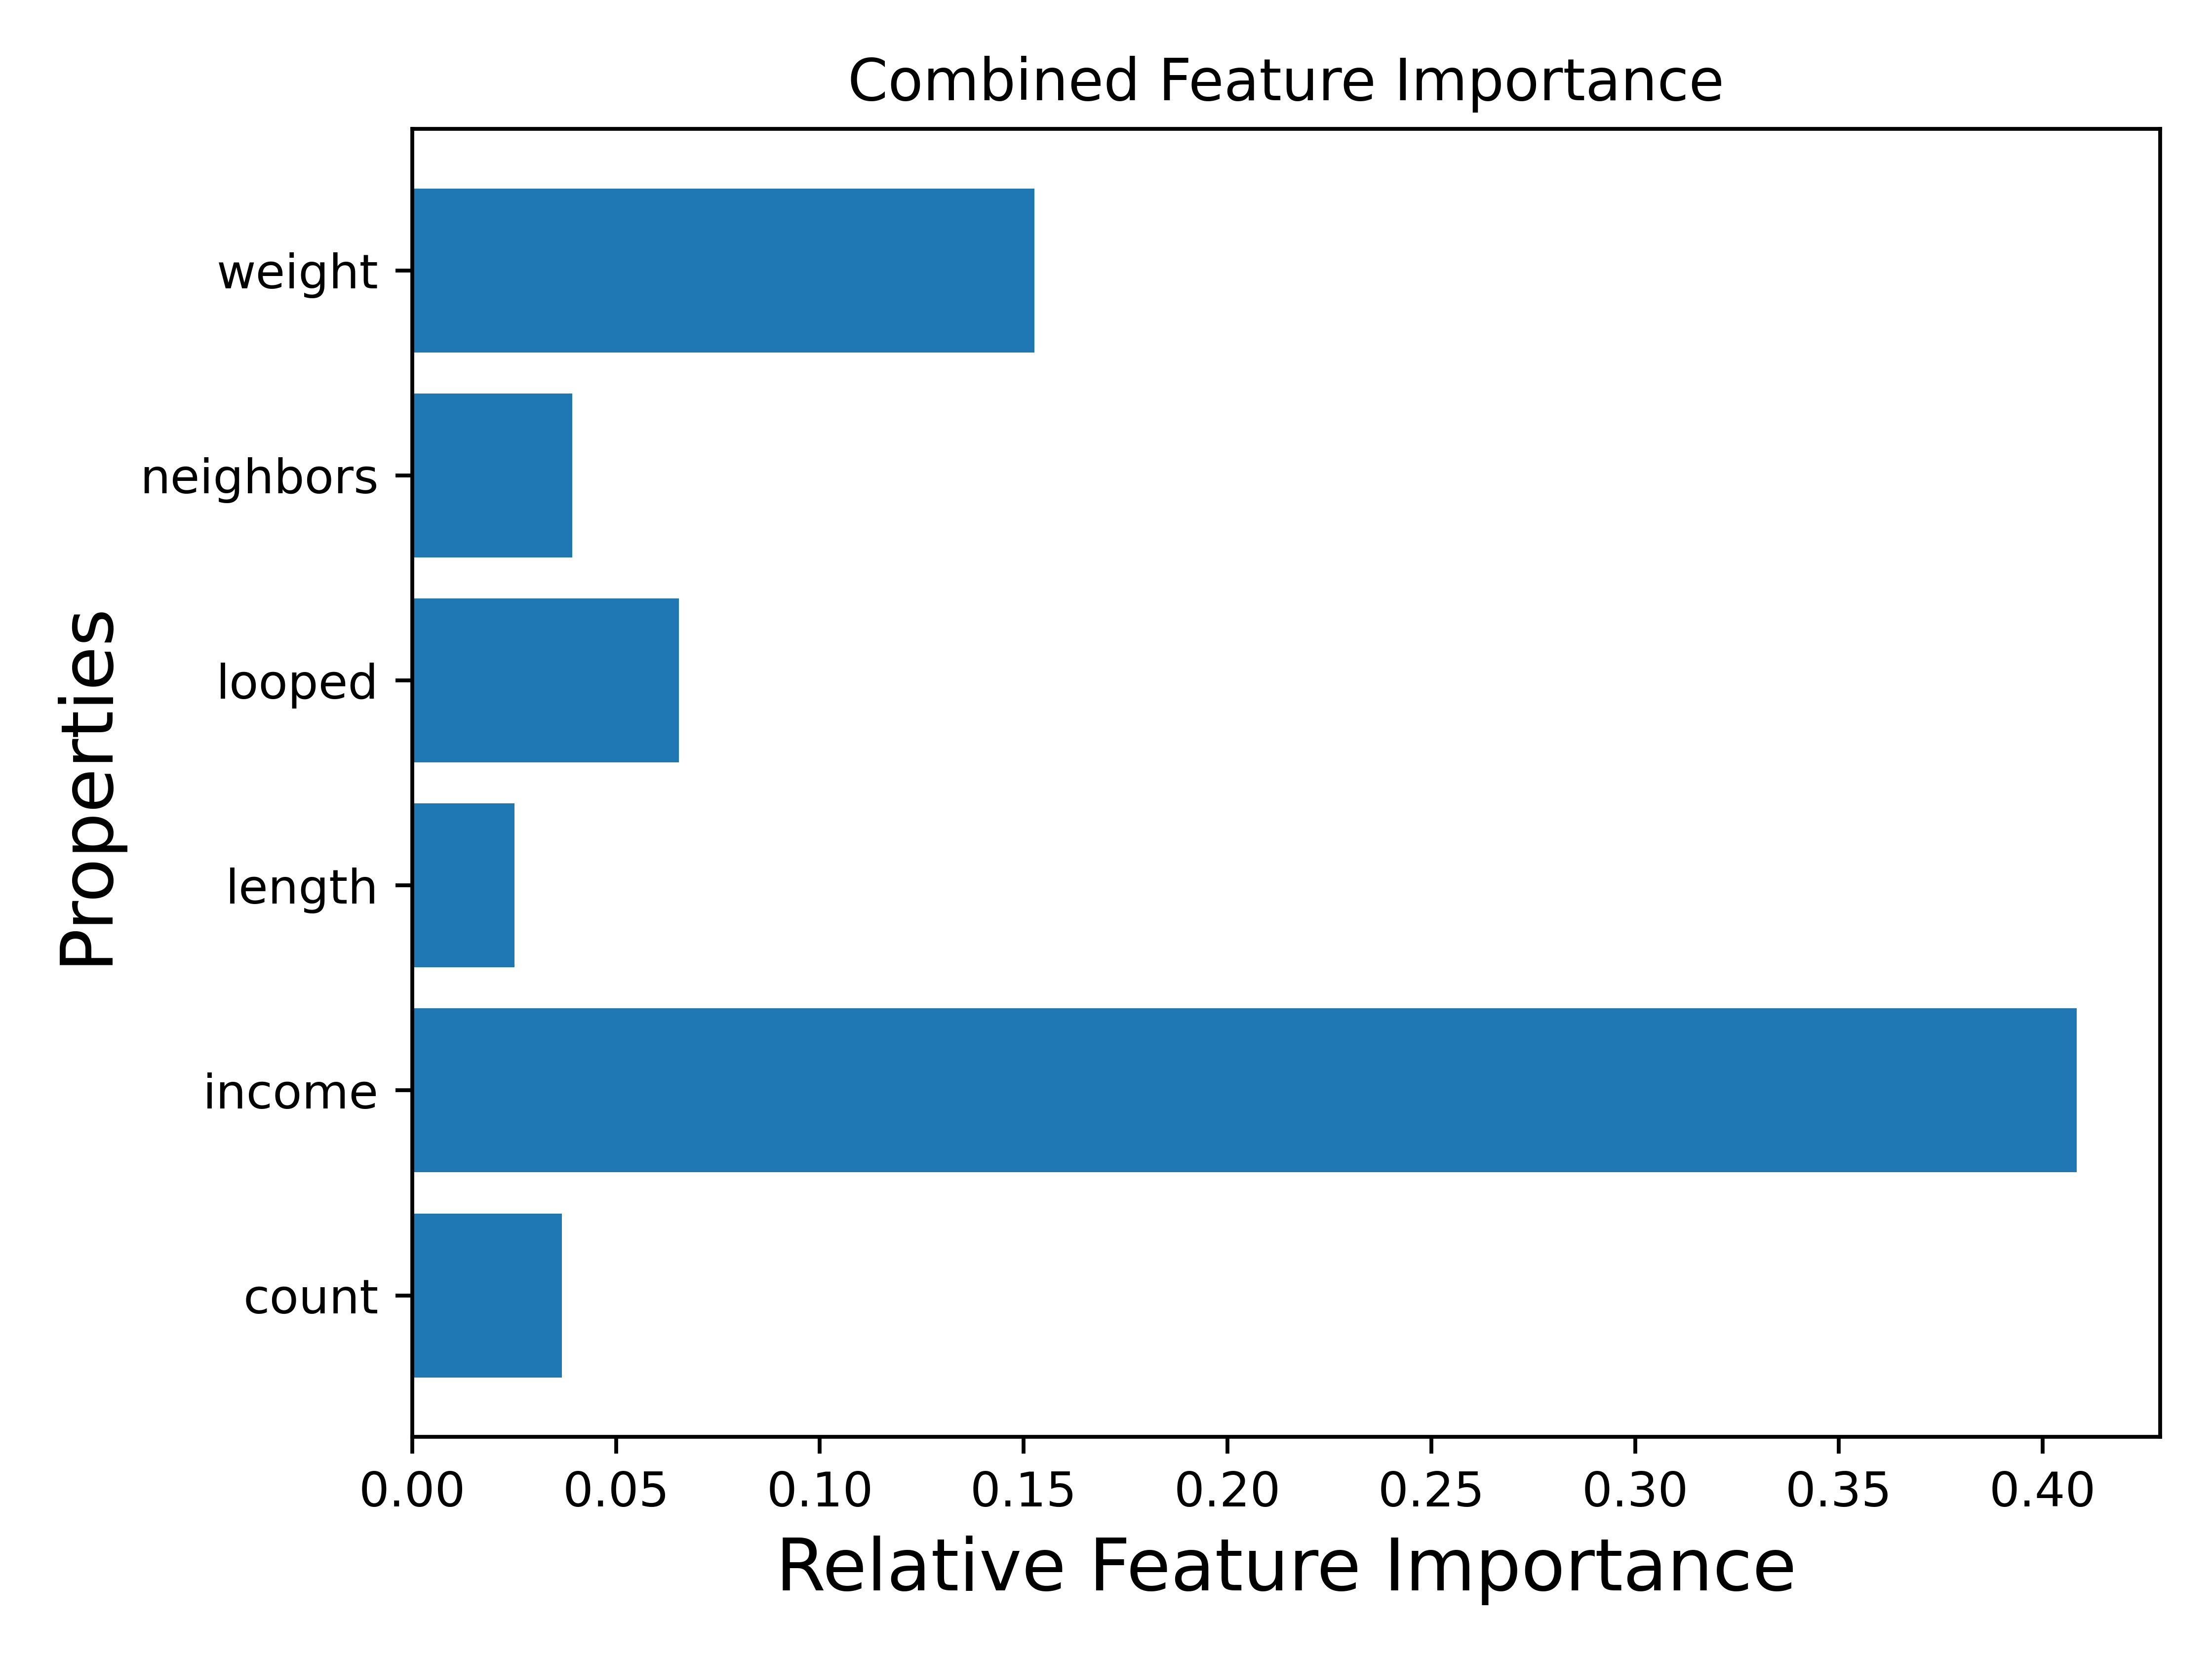 Combined Feature Importance
weight
neighbors
looped
length
income
count
Properties
0.00 0.05 0.10 0.15 0.20 0.25 0.30 0.35 0.40
Relative Feature Importance